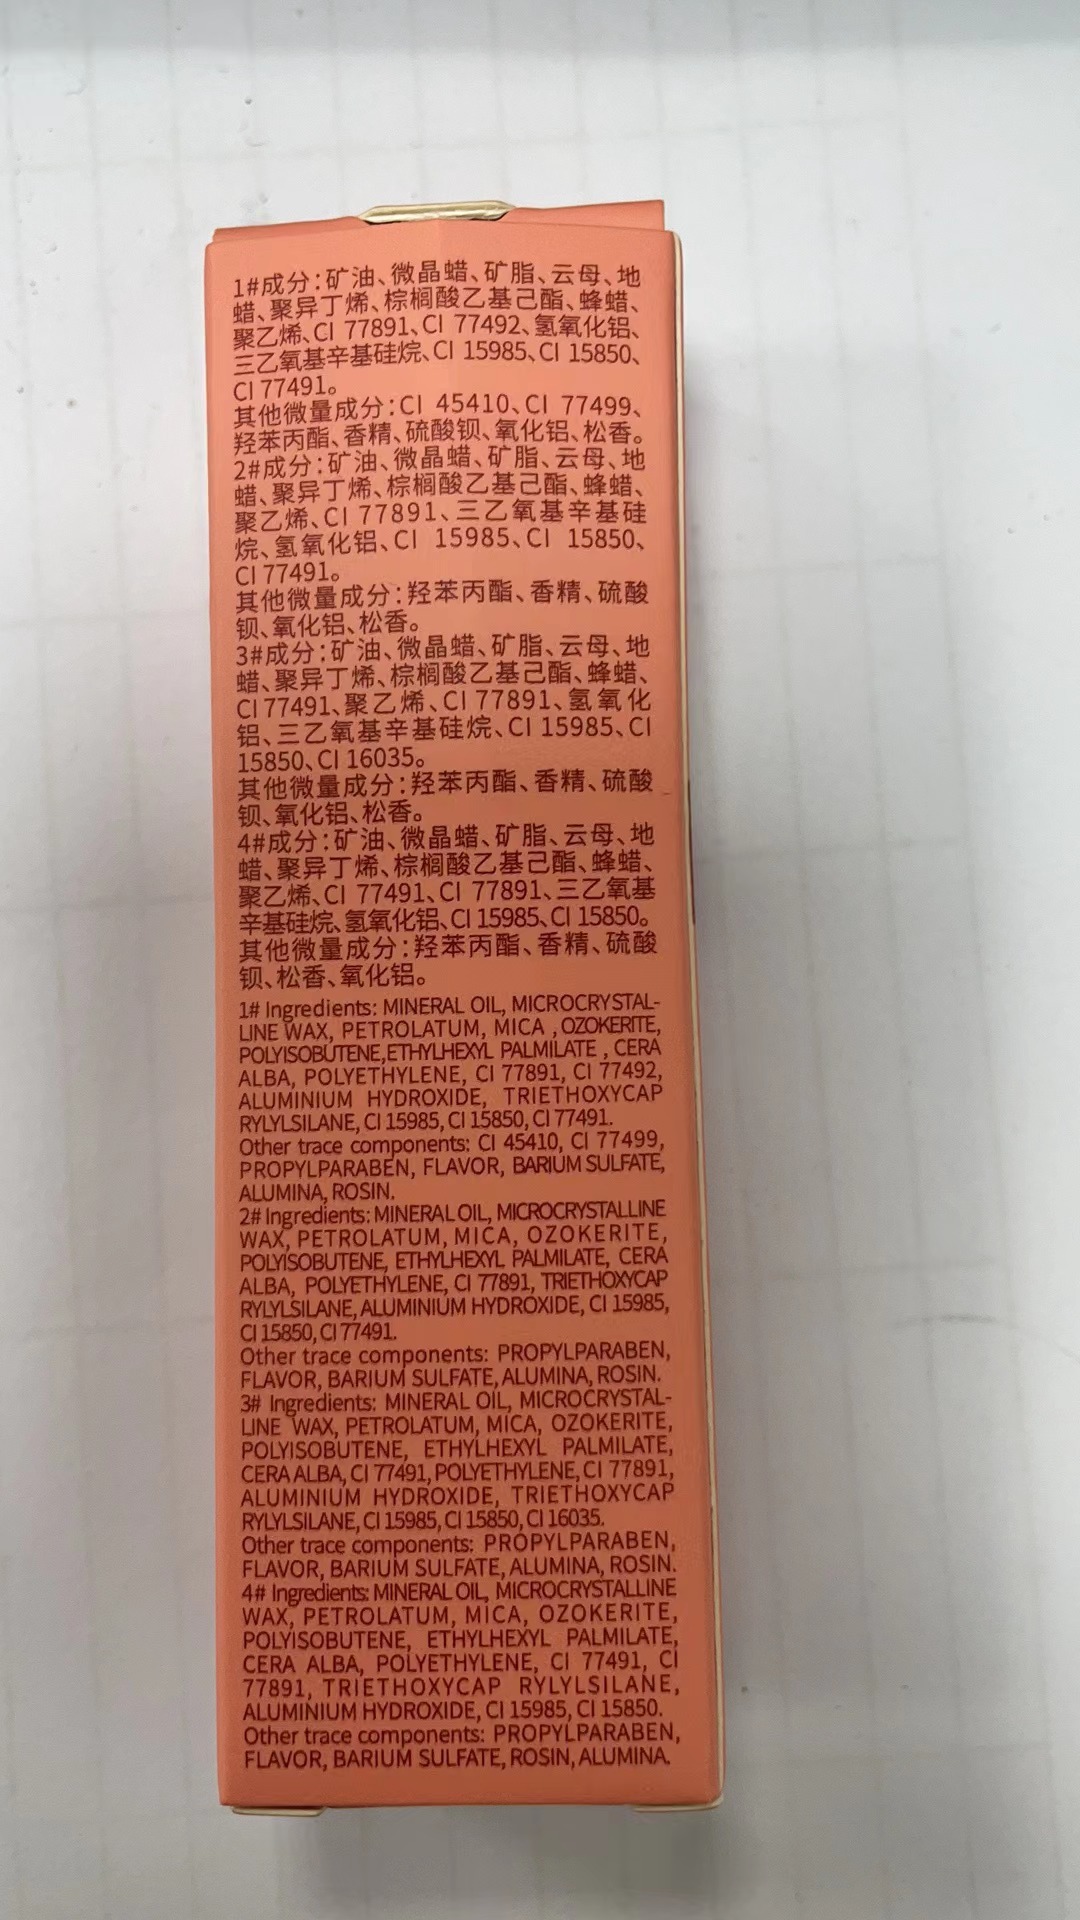 1#成分:矿油、微晶蜡、矿脂、云母、地
蜡、聚异丁烯、棕榈酸乙基己酯、蜂蜡、
聚乙烯、CI 77891、CI 77492、氢氧化铝、
三乙氧基辛基硅烷、CI 15985、CI 15850、
CI 77491。
其他微量成分:CI 45410、CI 77499、
羟苯丙酯、香精、硫酸钡、氧化铝、松香。
2#成分:矿油、微晶蜡、矿脂、云母、地
蜡、聚异丁烯、棕榈酸乙基己酯、蜂蜡、
聚乙烯、CI 77891、三乙氧基辛基硅
烷、氢氧化铝、CI 15985、CI 15850、
CI 77491。
其他微量成分:羟苯丙酯、香精、硫酸
钡、氧化铝、松香。
3#成分:矿油、微晶蜡、矿脂、云母、地
蜡、聚异丁烯、棕榈酸乙基己酯、蜂蜡、
CI 77491、聚乙烯、CI 77891、氢氧化
铝、三乙氧基辛基硅烷、CI 15985、CI
15850、CI 16035。
其他微量成分:羟苯丙酯、香精、硫酸
钡、氧化铝、松香。
4#成分:矿油、微晶蜡、矿脂、云母、地
蜡、聚异丁烯、棕榈酸乙基己酯、蜂蜡、
聚乙烯、CI 77491、CI 77891、三乙氧基
辛基硅烷、氢氧化铝、CI 15985、CI 15850。
其他微量成分:羟苯丙酯、香精、硫酸
钡、松香、氧化铝。
1# Ingredients: MINERAL OIL, MICROCRYSTAL-
LINE WAX, PETROLATUM, MICA , OZOKERITE,
POLYISOBUTENE,ETHYLHEXYL PALMILATE , CERA
ALBA, POLYETHYLENE, CI 77891, CI 77492,
ALUMINIUM HYDROXIDE, TRIETHOXYCAP
RYLYLSILANE, CI 15985, CI 15850, CI 77491.
Other trace components: CI 45410, CI 77499,
PROPYLPARABEN, FLAVOR, BARIUM SULFATE,
ALUMINA, ROSIN.
2# Ingredients: MINERAL OIL, MICROCRYSTALLINE
WAX, PETROLATUM, MICA, OZOKERITE,
POLYISOBUTENE, ETHYLHEXYL PALMILATE, CERA
ALBA, POLYETHYLENE, CI 77891, TRIETHOXYCAP
RYLYLSILANE, ALUMINIUM HYDROXIDE, CI 15985,
CI 15850, CI 77491.
Other trace components: PROPYLPARABEN,
FLAVOR, BARIUM SULFATE, ALUMINA, ROSIN.
3# Ingredients: MINERAL OIL, MICROCRYSTAL-
LINE WAX, PETROLATUM, MICA, OZOKERITE,
POLYISOBUTENE, ETHYLHEXYL PALMILATE,
CERA ALBA, CI 77491, POLYETHYLENE, CI 77891,
ALUMINIUM HYDROXIDE, TRIETHOXYCAP
RYLYLSILANE, CI 15985, CI 15850, CI 16035.
Other trace components: PROPYLPARABEN,
FLAVOR, BARIUM SULFATE, ALUMINA, ROSIN.
4# Ingredients: MINERAL OIL, MICROCRYSTALLINE
WAX, PETROLATUM, MICA, OZOKERITE,
POLYISOBUTENE, ETHYLHEXYL PALMILATE,
CERA ALBA, POLYETHYLENE, CI 77491, CI
77891, TRIETHOXYCAP RYLYLSILANE,
ALUMINIUM HYDROXIDE, CI 15985, CI 15850.
Other trace components: PROPYLPARABEN,
FLAVOR, BARIUM SULFATE, ROSIN, ALUMINA.